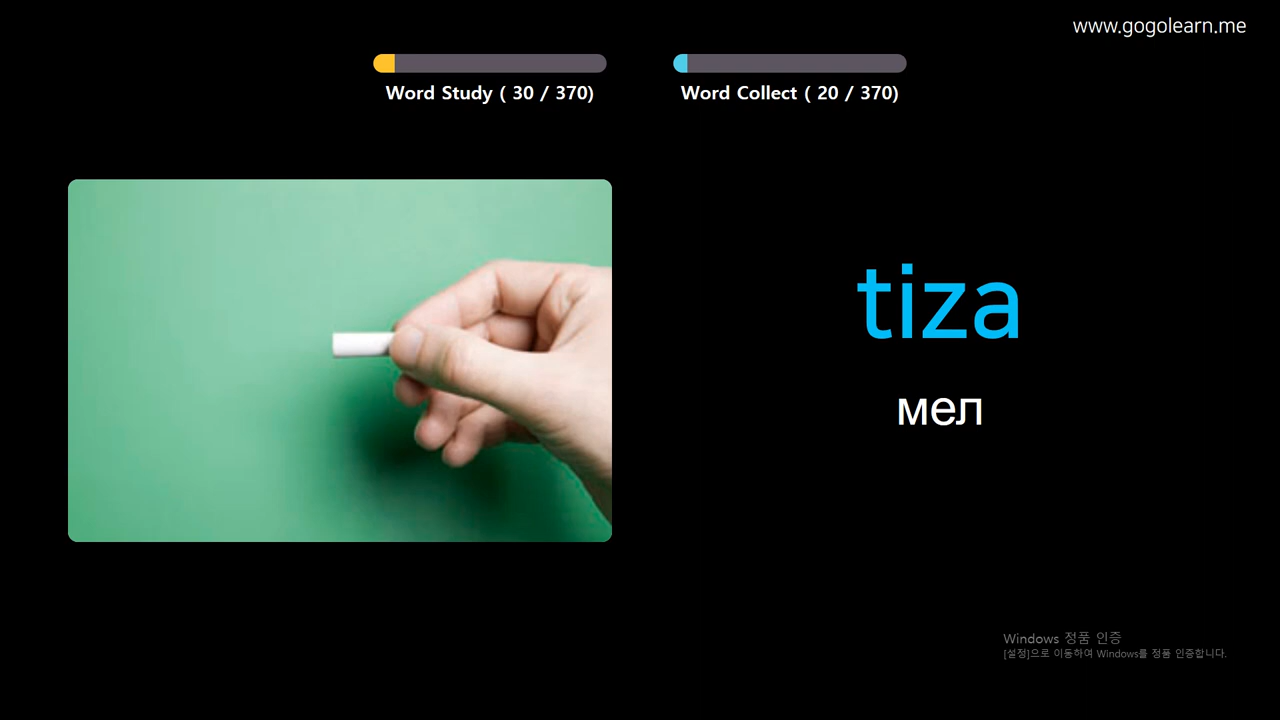 www.gogolearn.me
Word Study ( 30 / 370)
Word Collect ( 20 / 370)
tiza
мел
Windows 정품 인증
[설정]으로 이동하여 Windows를 정품 인증합니다.